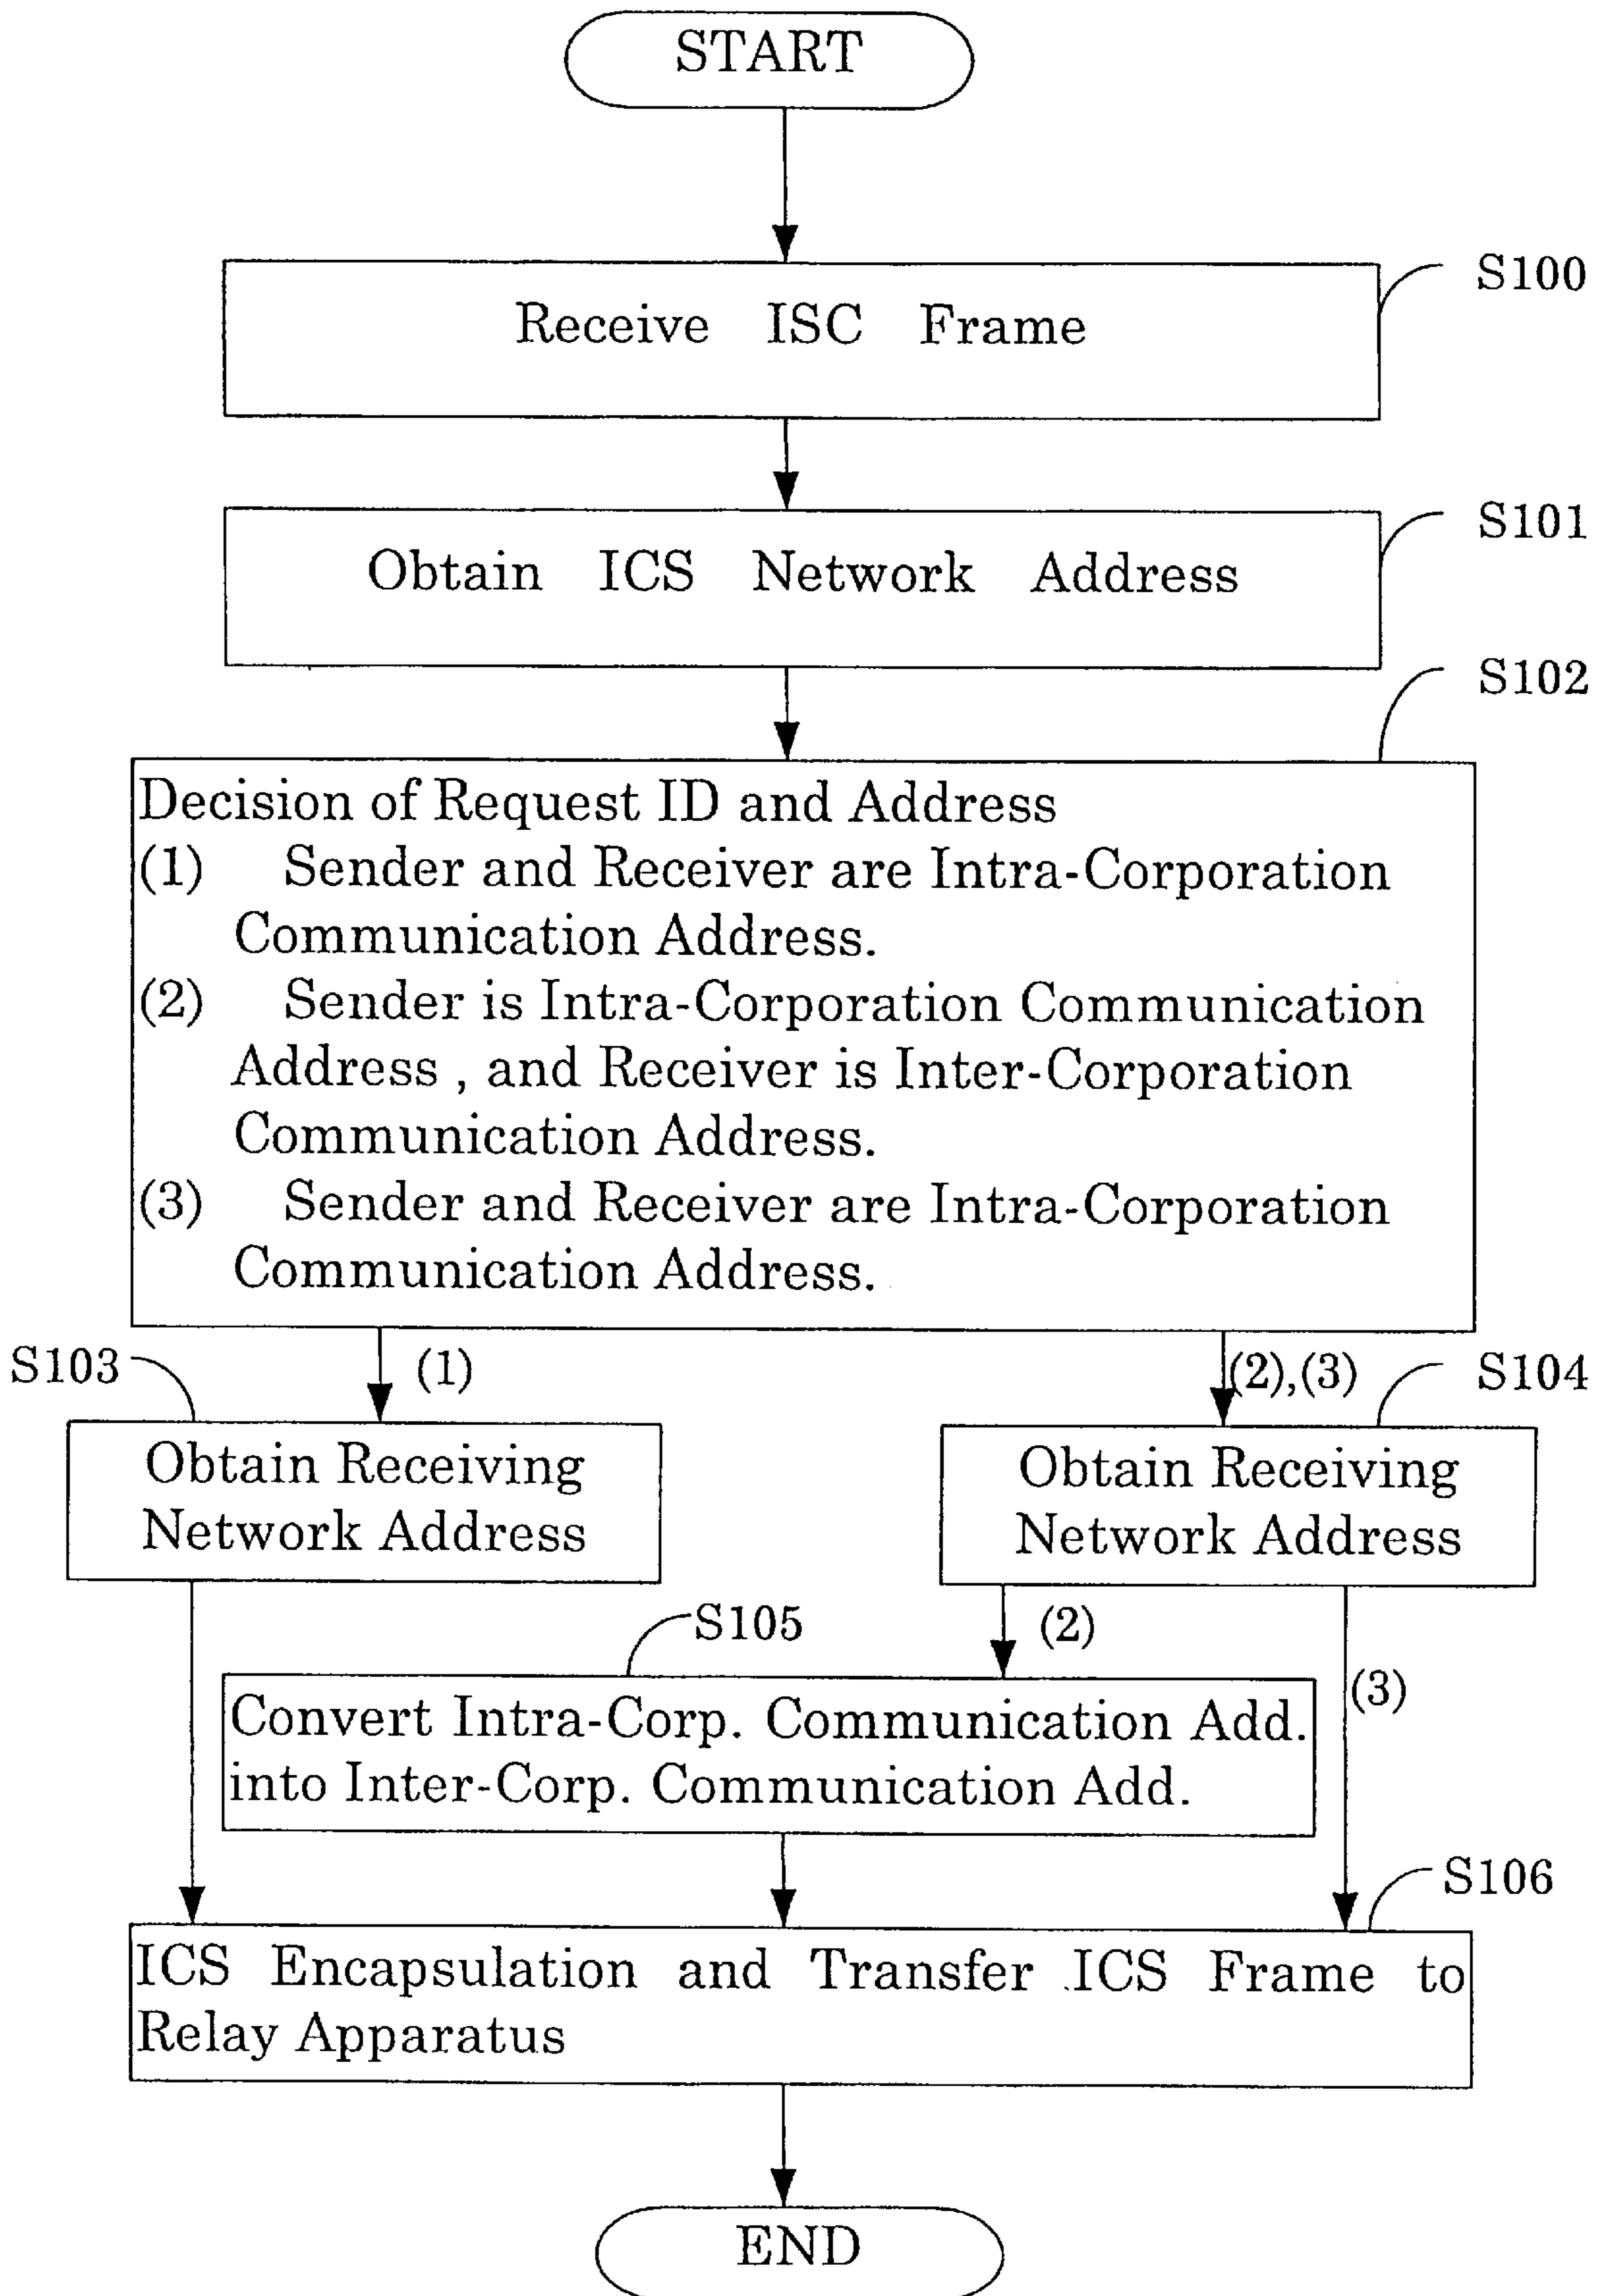 START
Receive ISC Frame
S100
Obtain ICS Network Address
S101
S102
Decision of Request ID and Address
(1) Sender and Receiver are Intra-Corporation
Communication Address.
(2) Sender is Intra-Corporation Communication
Address , and Receiver is Inter-Corporation
Communication Address.
(3) Sender and Receiver are Intra-Corporation
Communication Address.
S103
(1)
(2),(3)
S104
Obtain Receiving
Network Address
Obtain Receiving
Network Address
S105
(2)
(3)
Convert Intra-Corp. Communication Add.
into Inter-Corp. Communication Add.
S106
ICS Encapsulation and Transfer ICS Frame to
Relay Apparatus
END